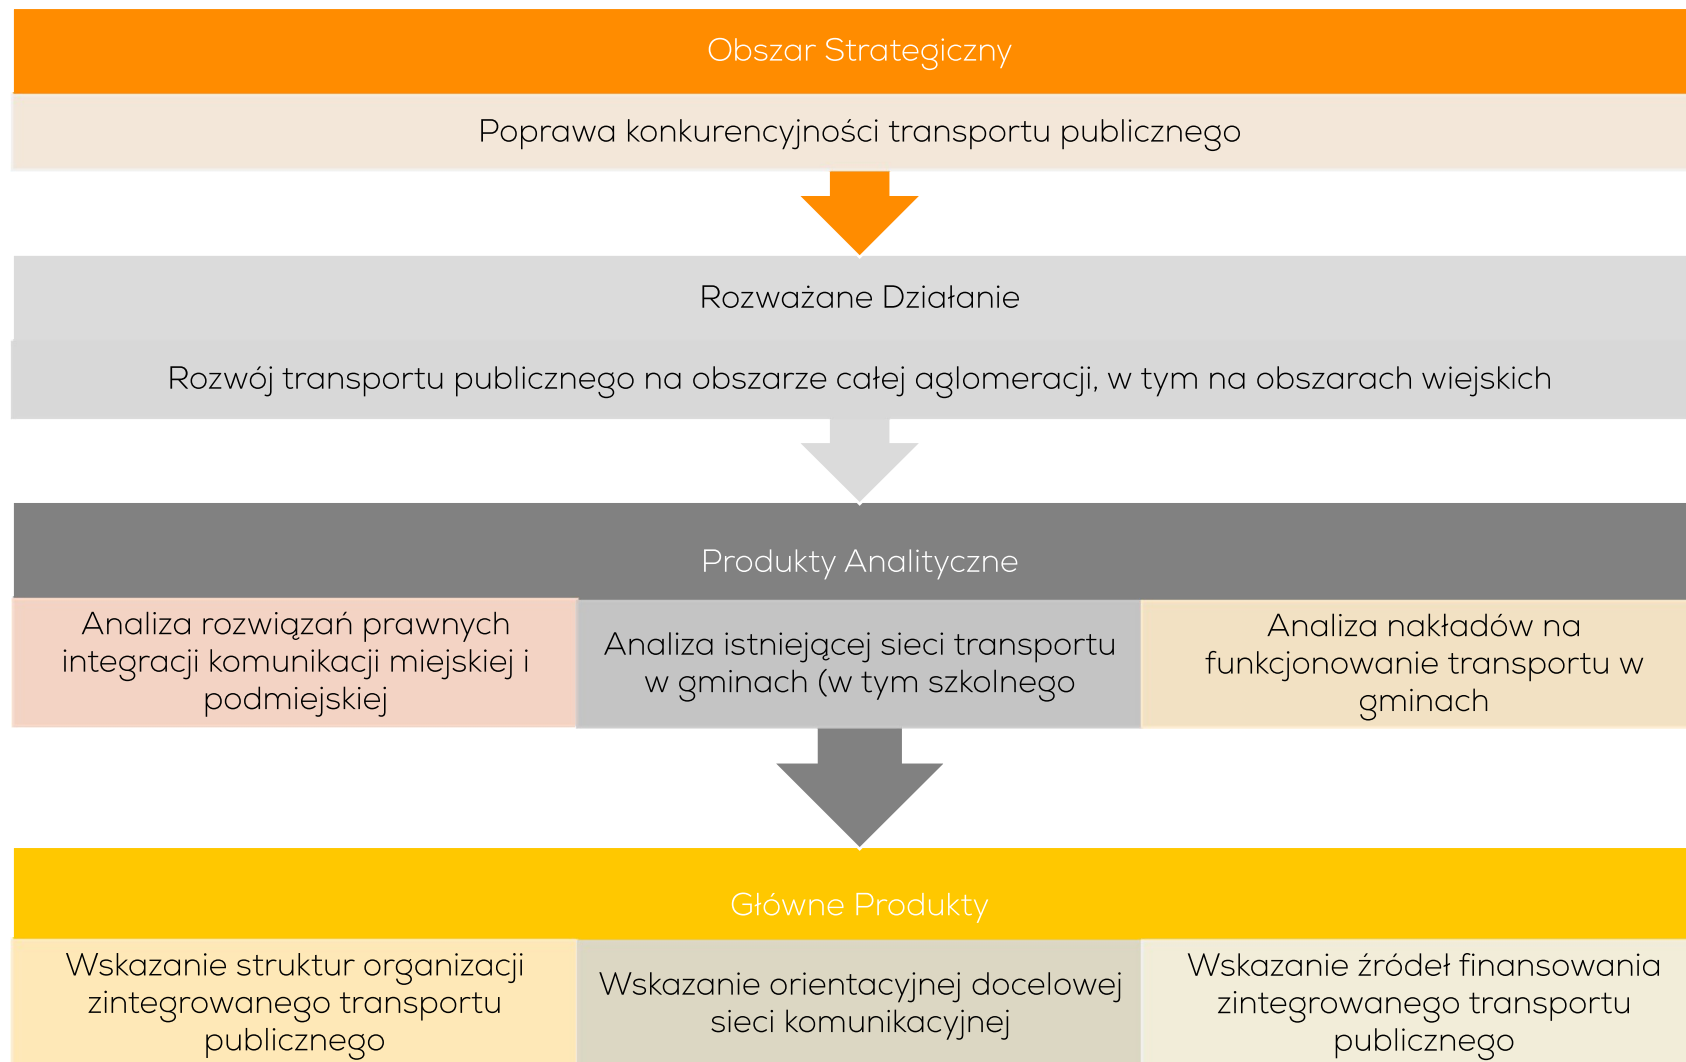 Obszar Strategiczny
Poprawa konkurencyjności transportu publicznego
Rozważane Działanie
Rozwój transportu publicznego na obszarze całej aglomeracji, w tym na obszarach wiejskich
Produkty Analityczne
Analiza rozwiązań prawnych
integracji komunikacji miejskiej i
podmiejskiej
Analiza istniejącej sieci transportu
w gminach (w tym szkolnego
Analiza nakładów na
funkcjonowanie transportu w
gminach
Główne Produkty
Wskazanie struktur organizacji
zintegrowanego transportu
publicznego
Wskazanie orientacyjnej docelowej
sieci komunikacyjnej
Wskazanie źródeł finansowania
zintegrowanego transportu
publicznego